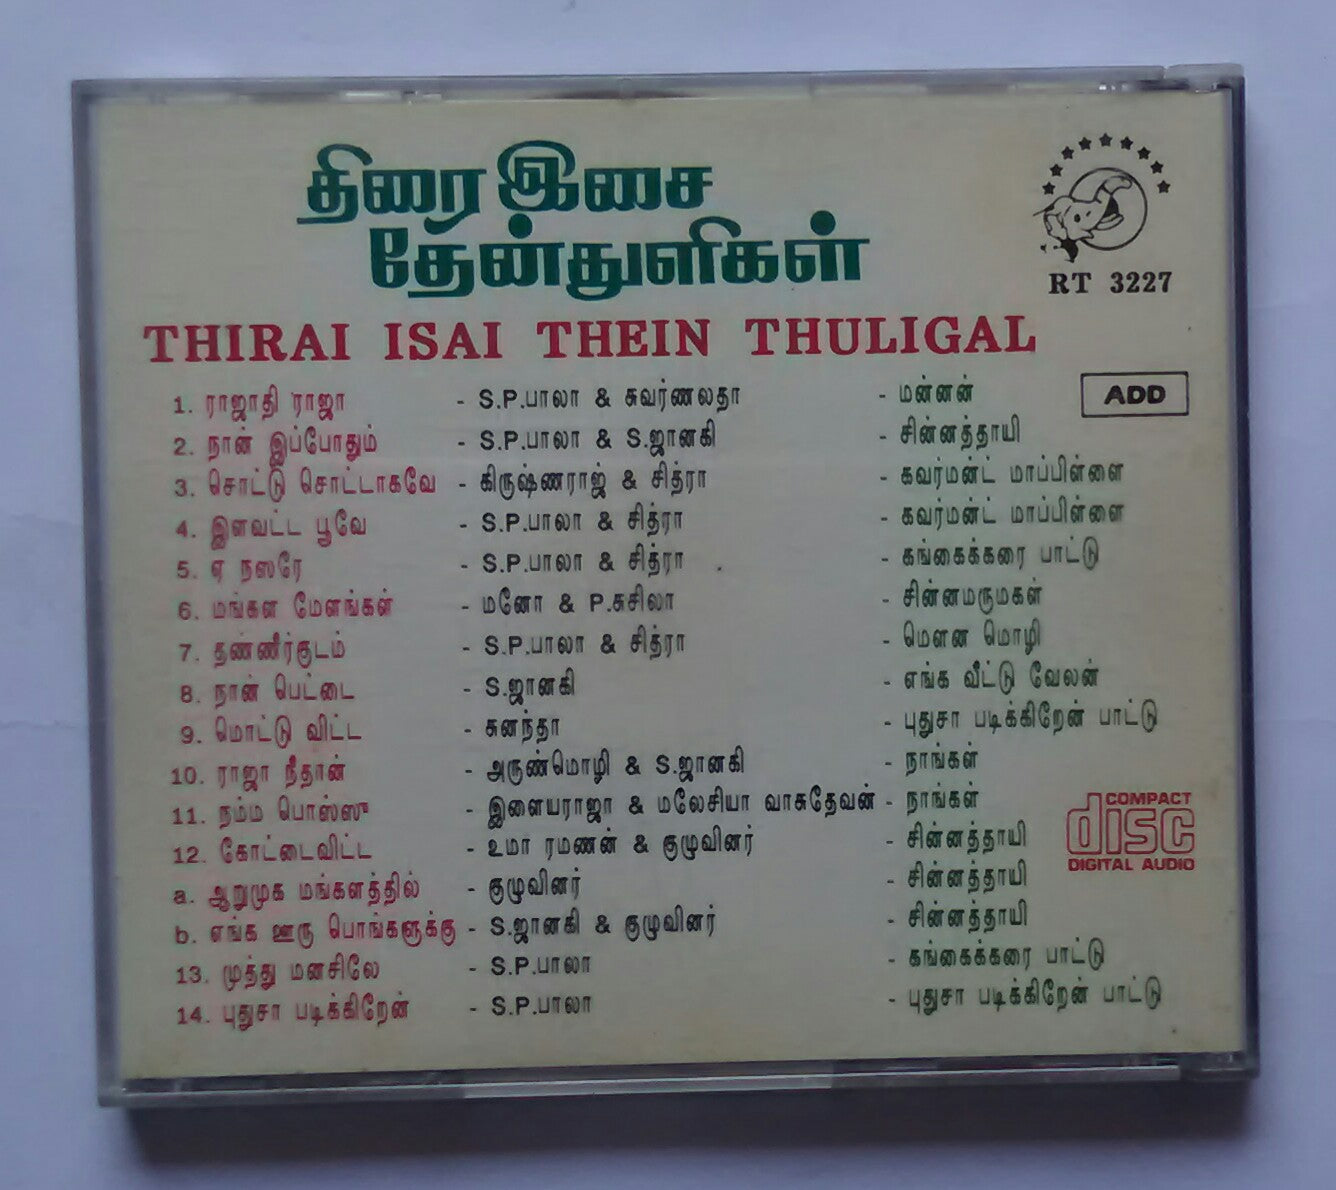 திரை இசை
தேன்துளிகள்
RT 3227
THIRAI ISAI THEIN THULIGAL
ADD
1. ராஜாதி ராஜா - S.P.பாலா & சுவர்ணலதா - மன்னன்
2. நான் இப்போதும் - S.P.பாலா & S.ஜானகி - சின்னத்தாயி
3. சொட்டு சொட்டாகவே - கிருஷ்ணராஜ் & சித்ரா - கவர்மன்ட் மாப்பிள்ளை
4. இளவட்ட பூவே - S.P.பாலா & சித்ரா - கவர்மன்ட் மாப்பிள்ளை
5. ஏ நஸரே - S.P.பாலா & சித்ரா - கங்கைக்கரை பாட்டு
6. மங்கள மேளங்கள் - மனோ & P.சுசிலா - சின்னமருமகள்
7. தண்ணீர்குடம் - S.P.பாலா & சித்ரா - மௌன மொழி
8. நான் பெட்டை - S.ஜானகி - எங்க வீட்டு வேலன்
9. மொட்டு விட்ட - சுனந்தா - புதுசா படிக்கிறேன் பாட்டு
10. ராஜா நீதான் - அருண்மொழி & S.ஜானகி - நாங்கள்
11. நம்ம பொஸ்ஸு - இளையராஜா & மலேசியா வாசுதேவன் - நாங்கள்
12. கோட்டைவிட்ட - உமா ரமணன் & குழுவினர் - சின்னத்தாயி
a. ஆறுமுக மங்களத்தில் - குழுவினர் - சின்னத்தாயி
b. எங்க ஊரு பொங்களுக்கு - S.ஜானகி & குழுவினர் - சின்னத்தாயி
13. முத்து மனசிலே - S.P.பாலா - கங்கைக்கரை பாட்டு
14. புதுசா படிக்கிறேன் - S.P.பாலா - புதுசா படிக்கிறேன் பாட்டு
COMPACT
disc
DIGITAL AUDIO